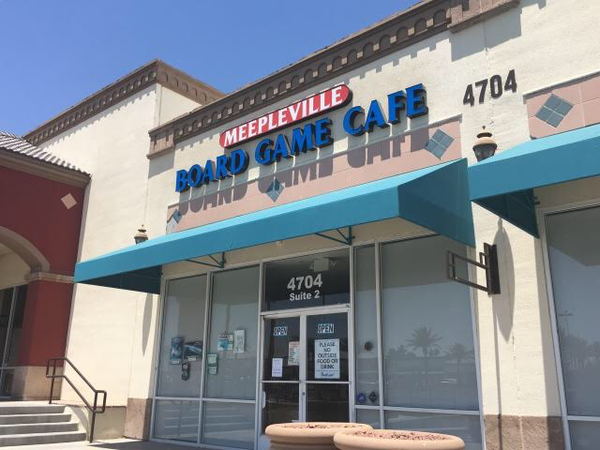 MEEPLEVILLE
BOARD GAME CAFE
4704
4704
Suite 2
OPEN
OPEN
PLEASE
NO
OUTSIDE
FOOD OR
DRINK